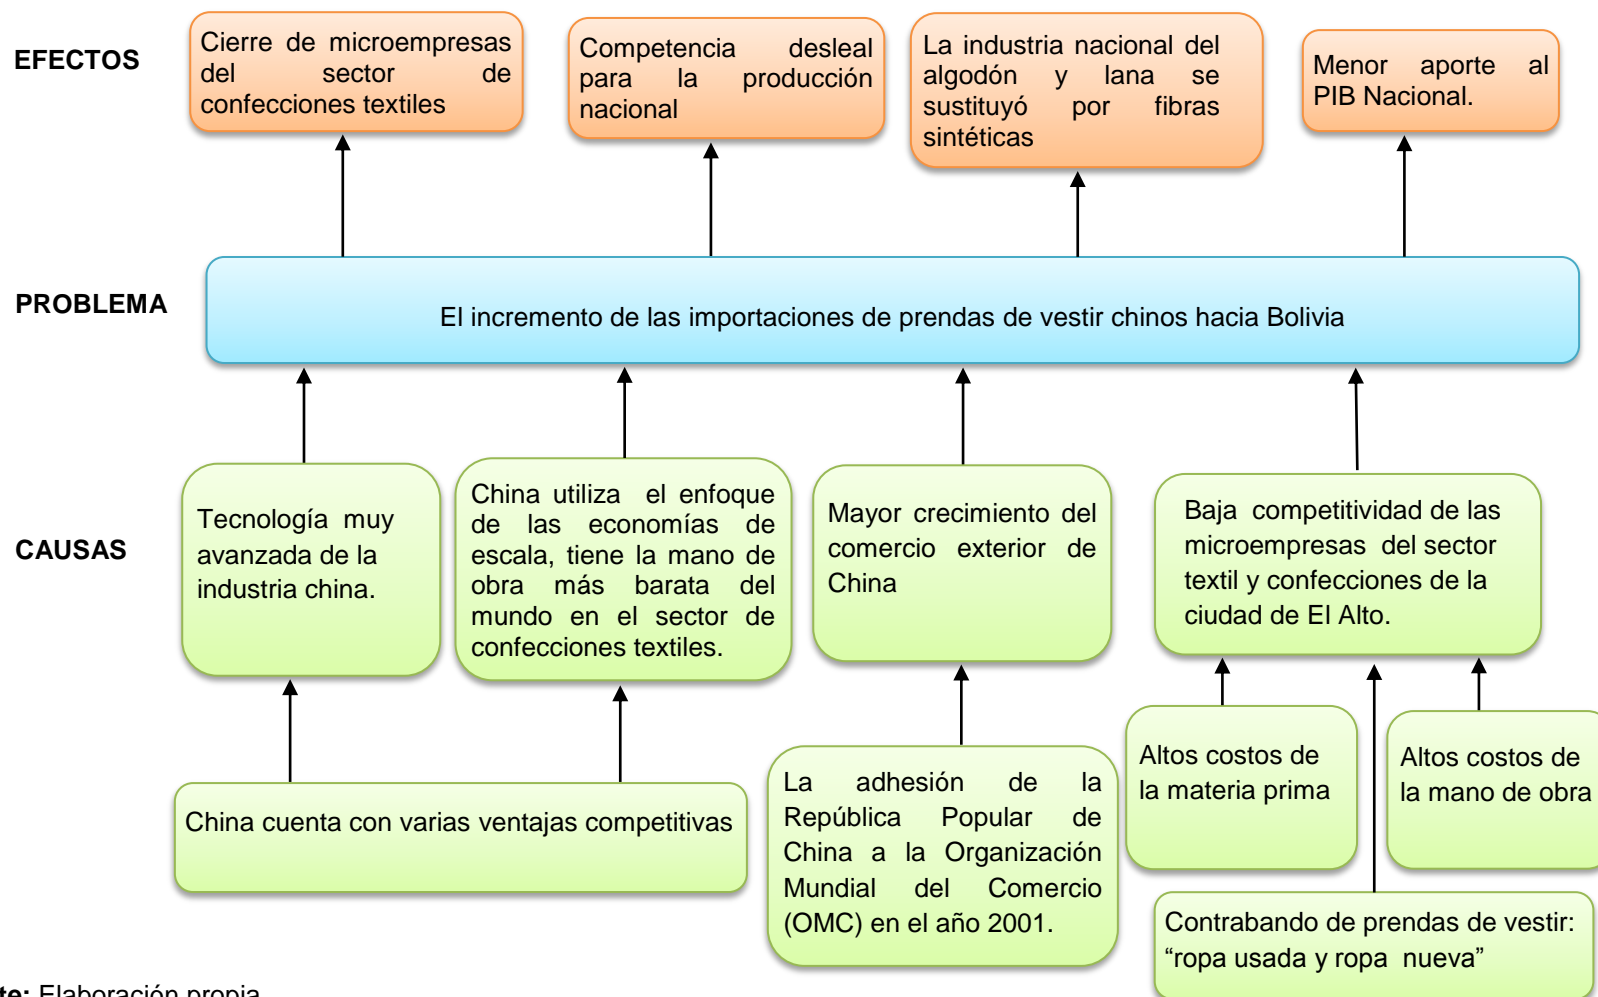 EFECTOS
Cierre de microempresas
del sector de
confecciones textiles
Competencia desleal
para la producción
nacional
La industria nacional del
algodón y lana se
sustituyó por fibras
sintéticas
Menor aporte al
PIB Nacional.
PROBLEMA
El incremento de las importaciones de prendas de vestir chinos hacia Bolivia
CAUSAS
Tecnología muy
avanzada de la
industria china.
China utiliza el enfoque
de las economías de
escala, tiene la mano de
obra más barata del
mundo en el sector de
confecciones textiles.
Mayor crecimiento del
comercio exterior de
China
Baja competitividad de las
microempresas del sector
textil y confecciones de la
ciudad de El Alto.
China cuenta con varias ventajas competitivas
La adhesión de la
República Popular de
China a la Organización
Mundial del Comercio
(OMC) en el año 2001.
Altos costos de
la materia prima
Altos costos de
la mano de obra
Contrabando de prendas de vestir:
“ropa usada y ropa nueva”
te: Elaboración propia